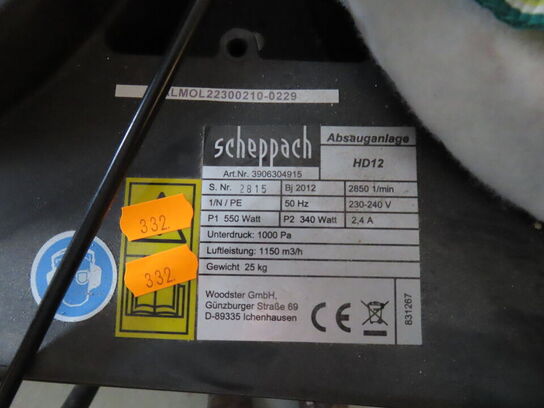 LMOL22300210-0229
scheppach
Absauganlage
Art.Nr. 3906304915
HD12
S. Nr. 2815
Bj 2012
2850 1/min
1/N / PE
50 Hz
230-240 V
P1 550 Watt
P2 340 Watt
2,4 A
Unterdruck: 1000 Pa
Luftleistung: 1150 m3/h
Gewicht 25 kg
Woodster GmbH,
Günzburger Straße 69
D-89335 Ichenhausen
CE
831267
332
332